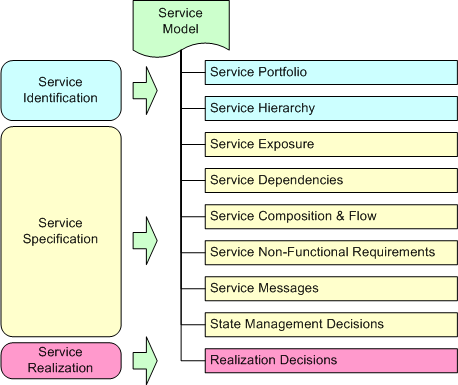 Service
Model
Service
Identification
Service Portfolio
Service Hierarchy
Service
Specification
Service Exposure
Service Dependencies
Service Composition & Flow
Service Non-Functional Requirements
Service Messages
State Management Decisions
Service
Realization
Realization Decisions